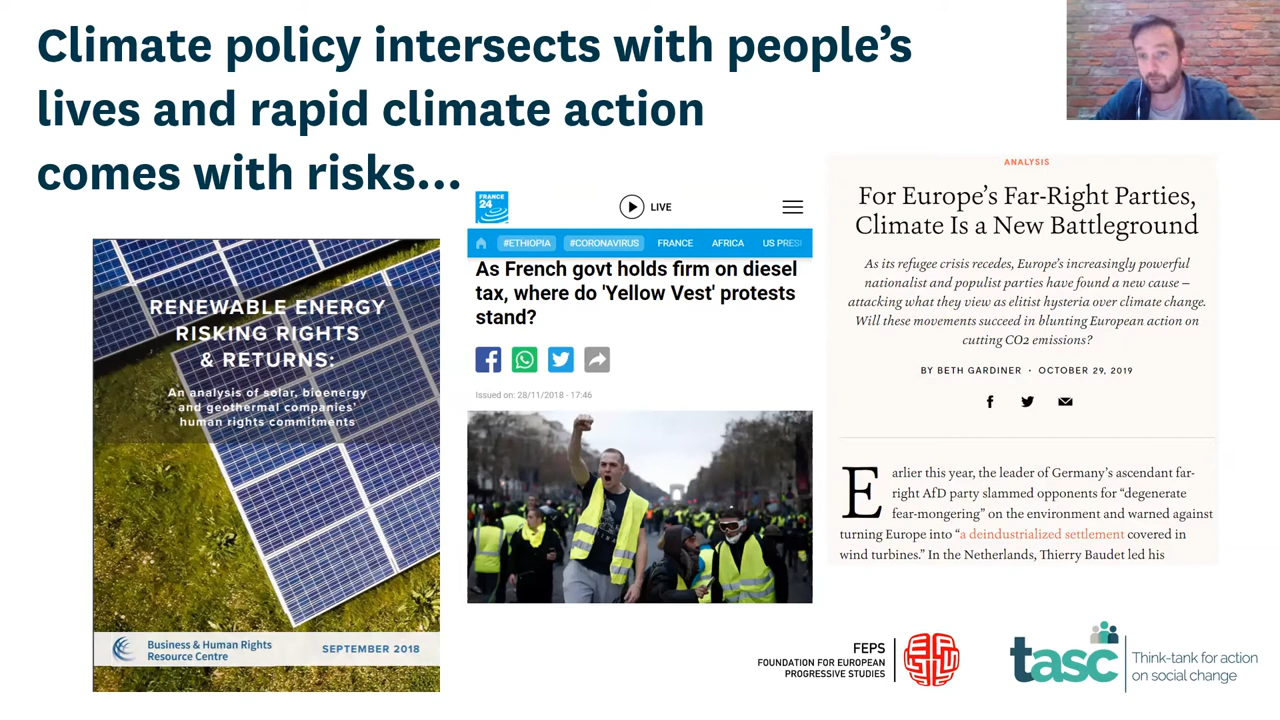 Climate policy intersects with people's
lives and rapid climate action
comes with risks...
RENEWABLE ENERGY
RISKING RIGHTS
& RETURNS:
An analysis of solar, bioenergy
and geothermal companies'
human rights commitments
Business & Human Rights
Resource Centre
SEPTEMBER 2018
FRANCE
24
LIVE
#ETHIOPIA
#CORONAVIRUS
FRANCE
AFRICA
US PRESI
As French govt holds firm on diesel
tax, where do 'Yellow Vest' protests
stand?
Issued on: 28/11/2018 - 17:46
ANALYSIS
For Europe's Far-Right Parties,
Climate Is a New Battleground
As its refugee crisis recedes, Europe's increasingly powerful
nationalist and populist parties have found a new cause –
attacking what they view as elitist hysteria over climate change.
Will these movements succeed in blunting European action on
cutting CO2 emissions?
BY BETH GARDINER • OCTOBER 29, 2019
Earlier this year, the leader of Germany's ascendant far-
right AfD party slammed opponents for "degenerate
fear-mongering" on the environment and warned against
turning Europe into "a deindustrialized settlement covered in
wind turbines." In the Netherlands, Thierry Baudet led his
FEPS
FOUNDATION FOR EUROPEAN
PROGRESSIVE STUDIES
tasc
Think-tank for action
on social change